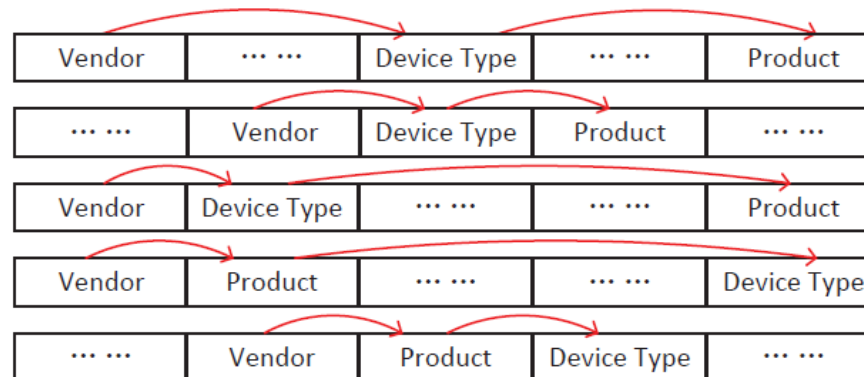 Vendor ... ... Device Type ... ... Product
... ... Vendor Device Type Product ... ...
Vendor Device Type ... ... ... ... Product
Vendor Product ... ... ... ... Device Type
... ... Vendor Product Device Type ... ...